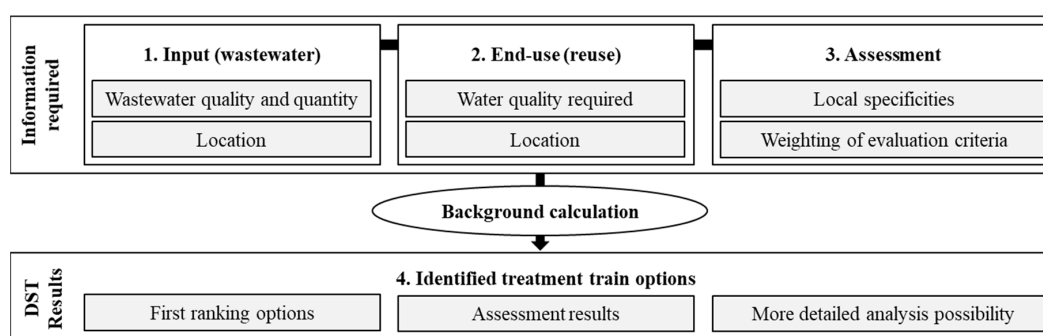 Information
required
1. Input (wastewater)
Wastewater quality and quantity
Location
2. End-use (reuse)
Water quality required
Location
3. Assessment
Local specificities
Weighting of evaluation criteria
Background calculation
DST
Results
4. Identified treatment train options
First ranking options
Assessment results
More detailed analysis possibility